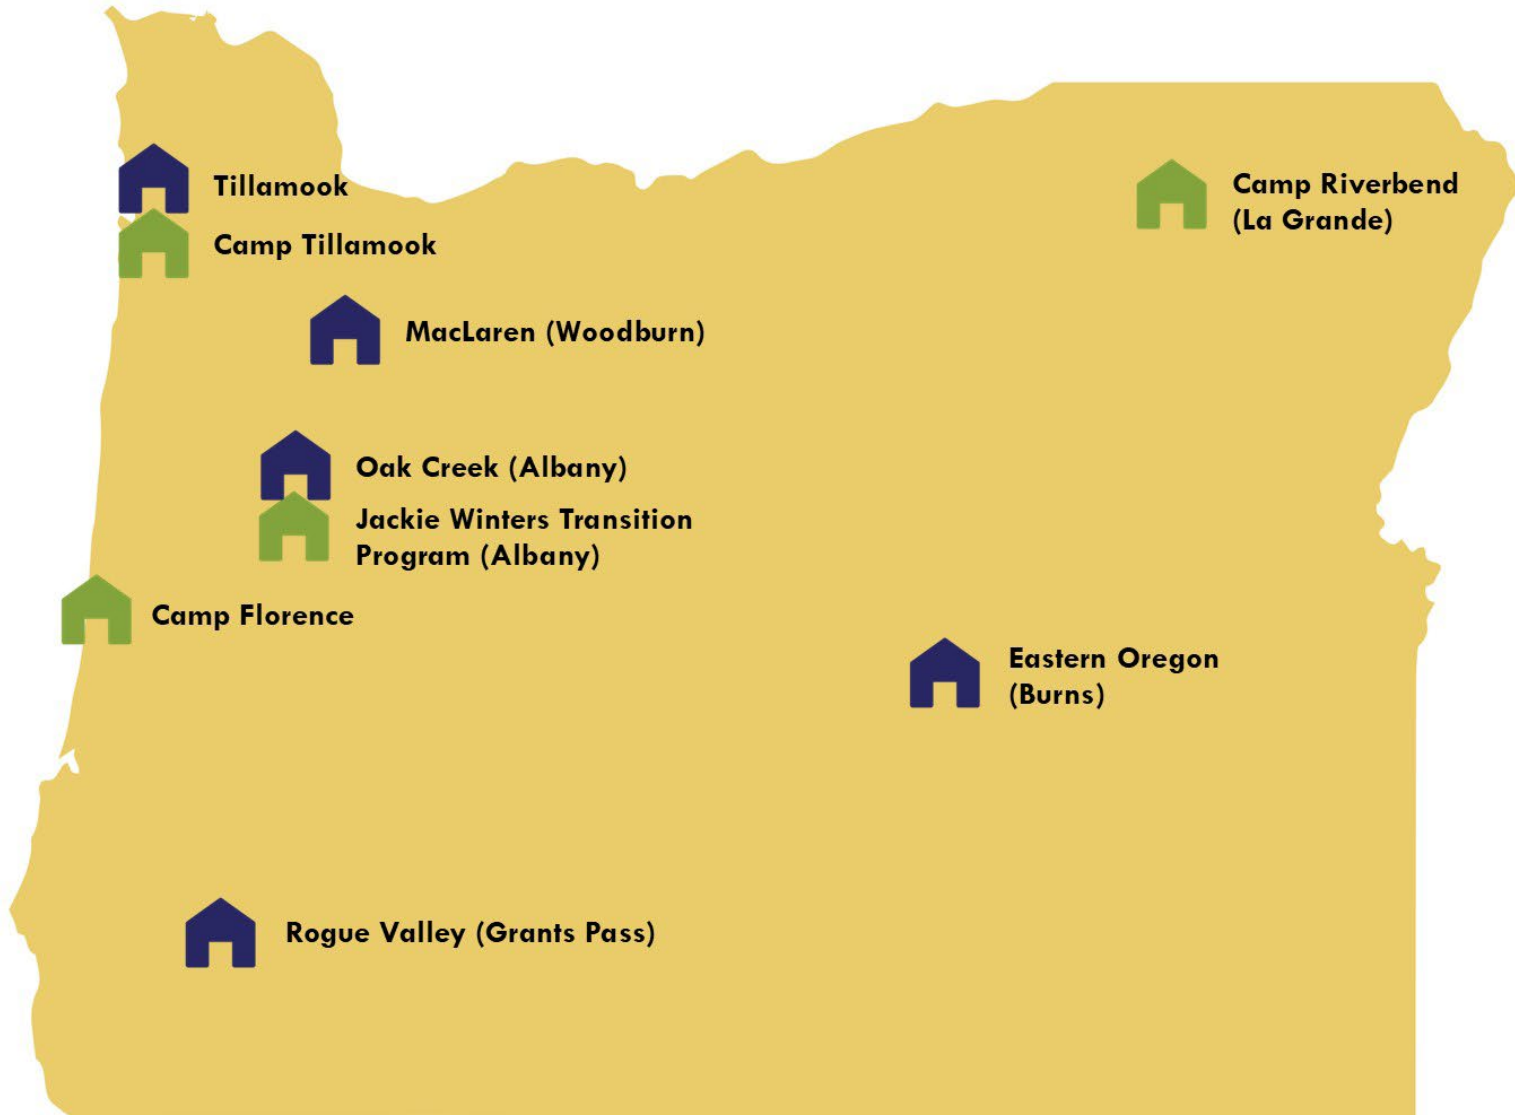 Tillamook
Camp Tillamook
Camp Riverbend
(La Grande)
MacLaren (Woodburn)
Oak Creek (Albany)
Jackie Winters Transition
Program (Albany)
Camp Florence
Eastern Oregon
(Burns)
Rogue Valley (Grants Pass)